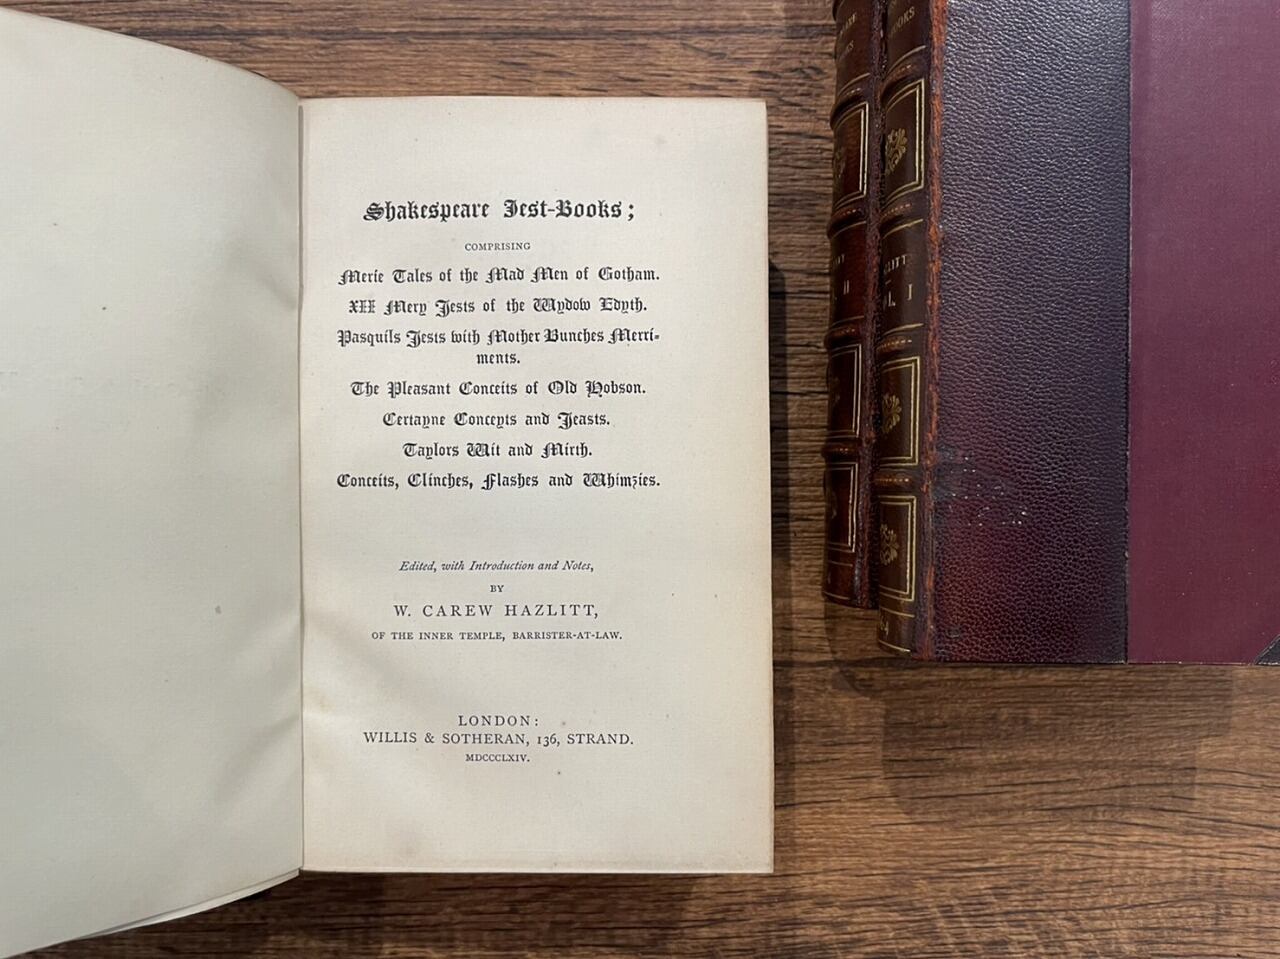 Shakespeare Jest-Books;
COMPRISING
Merie Tales of the Mad Men of Gotham.
XII Mery Jests of the Wydow Edyth.
Pasquils Jests with Mother Bunches Merri-
ments.
The Pleasant Conceits of Old Hobson.
Certayne Conceyts and Jeasts.
Taylors Wit and Mirth.
Conceits, Clinches, Flashes and Whimzies.
Edited, with Introduction and Notes,
BY
W. CAREW HAZLITT,
OF THE INNER TEMPLE, BARRISTER-AT-LAW.
LONDON:
WILLIS & SOTHERAN, 136, STRAND.
MDCCCLXIV.
II
I